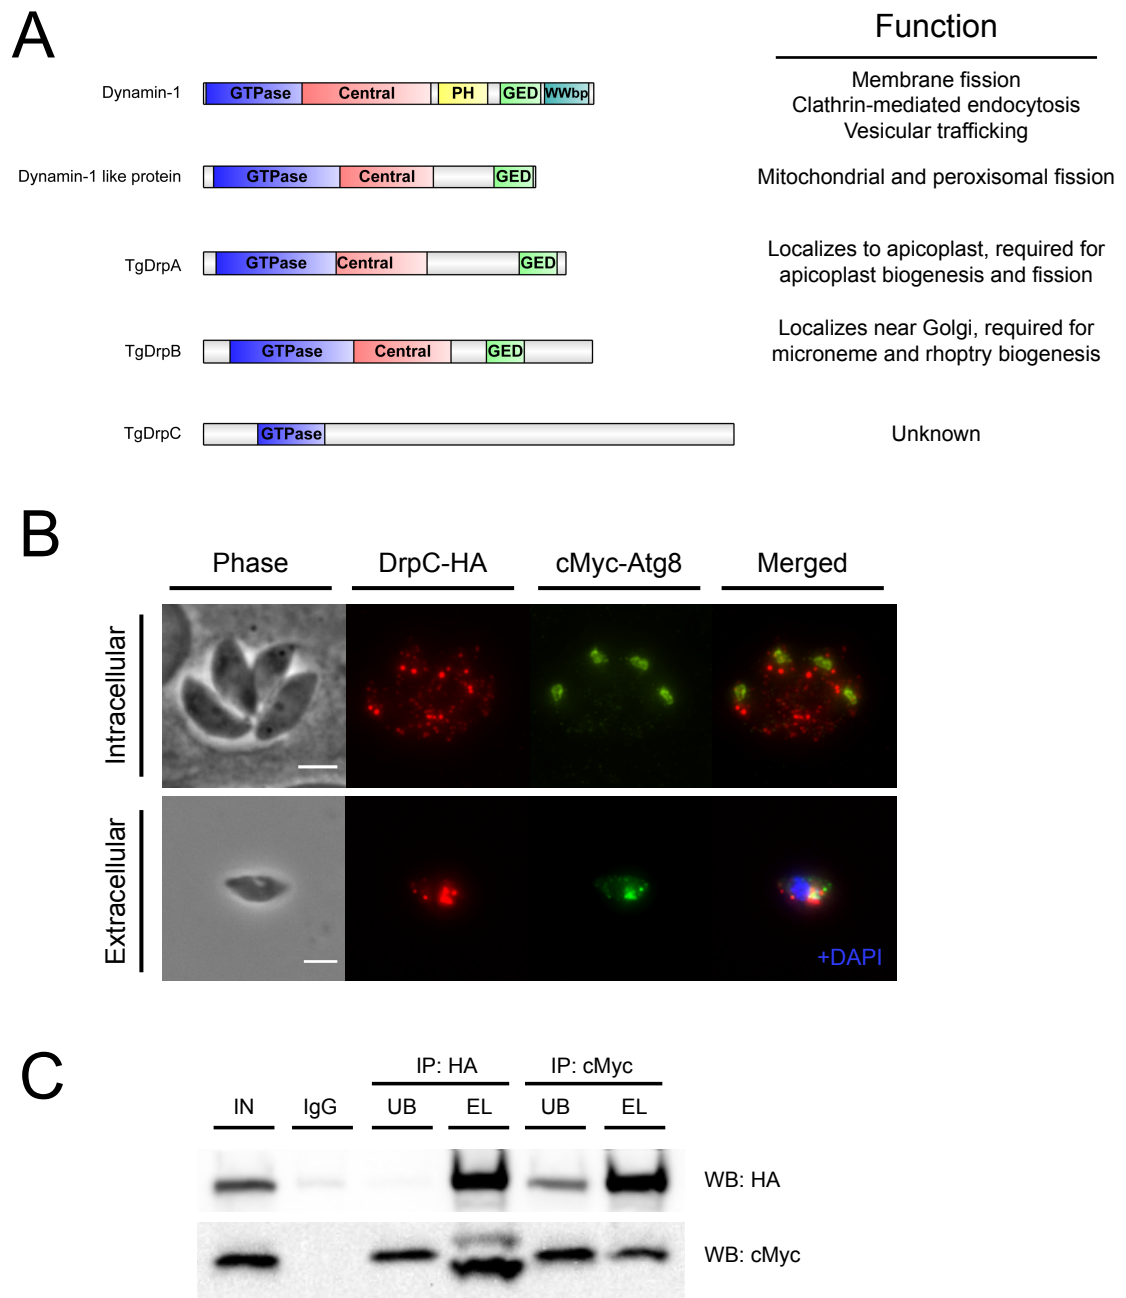 A
Function
Dynamin-1
GTPase
Central
PH
GED
WWbp
Membrane fission
Clathrin-mediated endocytosis
Vesicular trafficking
Dynamin-1 like protein
GTPase
Central
GED
Mitochondrial and peroxisomal fission
TgDrpA
GTPase
Central
GED
Localizes to apicoplast, required for
apicoplast biogenesis and fission
TgDrpB
GTPase
Central
GED
Localizes near Golgi, required for
microneme and rhoptry biogenesis
TgDrpC
GTPase
Unknown
B
Phase
DrpC-HA
cMyc-Atg8
Merged
Intracellular
Extracellular
+DAPI
C
IP: HA
IP: cMyc
IN
IgG
UB
EL
UB
EL
WB: HA
WB: cMyc